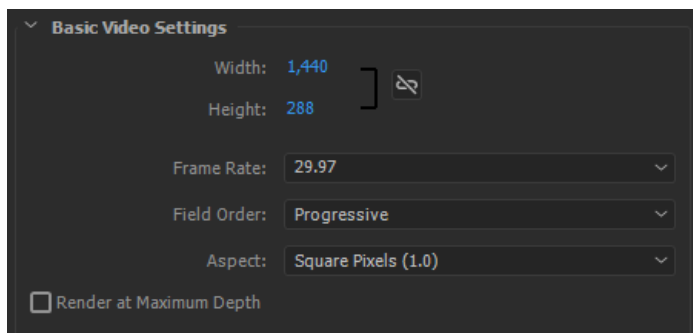 Basic Video Settings
Width: 1,440
Height: 288
Frame Rate: 29.97
Field Order: Progressive
Aspect: Square Pixels (1.0)
Render at Maximum Depth